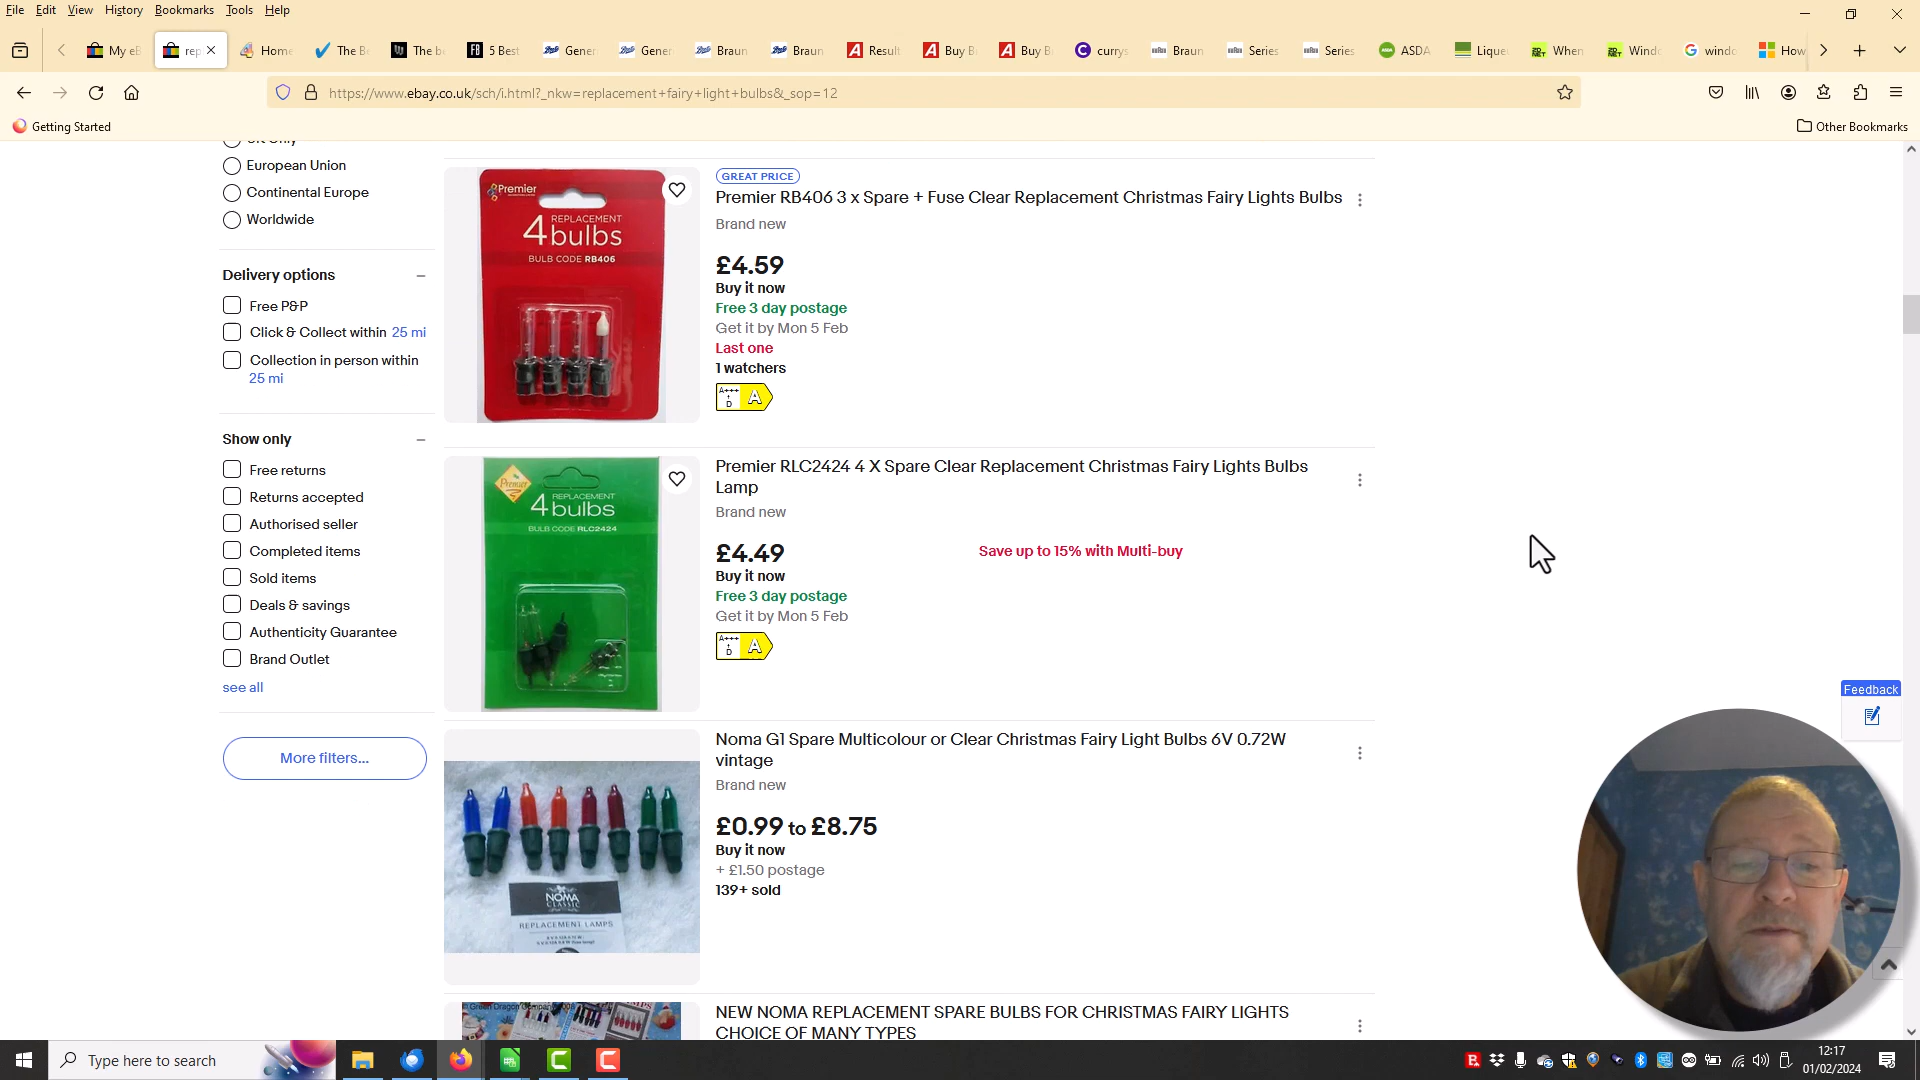 File Edit View History Bookmarks Tools Help
My eB
rep
Home
The Be
The be
5 Best
Gener
Gener
Braun
Braun
Result
Buy Br
Buy Br
currys
Braun
Series
Series
ASDA
Lique
When
Windo
windo
How
https://www.ebay.co.uk/sch/i.html?_nkw=replacement+fairy+light+bulbs&_sop=12
Getting Started
Other Bookmarks
UK Only
European Union
Continental Europe
Worldwide
Delivery options
Free P&P
Click & Collect within 25 mi
Collection in person within
25 mi
Show only
Free returns
Returns accepted
Authorised seller
Completed items
Sold items
Deals & savings
Authenticity Guarantee
Brand Outlet
see all
More filters...
Premier
REPLACEMENT
4 bulbs
BULB CODE RB406
GREAT PRICE
Premier RB406 3 x Spare + Fuse Clear Replacement Christmas Fairy Lights Bulbs
Brand new
£4.59
Buy it now
Free 3 day postage
Get it by Mon 5 Feb
Last one
1 watchers
A+++
D
A
Premier
REPLACEMENT
4 bulbs
BULB CODE RLC2424
Premier RLC2424 4 X Spare Clear Replacement Christmas Fairy Lights Bulbs
Lamp
Brand new
£4.49
Save up to 15% with Multi-buy
Buy it now
Free 3 day postage
Get it by Mon 5 Feb
A+++
D
A
NOMA
CLASSIC
REPLACEMENT LAMPS
Noma G1 Spare Multicolour or Clear Christmas Fairy Light Bulbs 6V 0.72W
vintage
Brand new
£0.99 to £8.75
Buy it now
+ £1.50 postage
139+ sold
NEW NOMA REPLACEMENT SPARE BULBS FOR CHRISTMAS FAIRY LIGHTS
CHOICE OF MANY TYPES
Feedback
Type here to search
12:17
01/02/2024